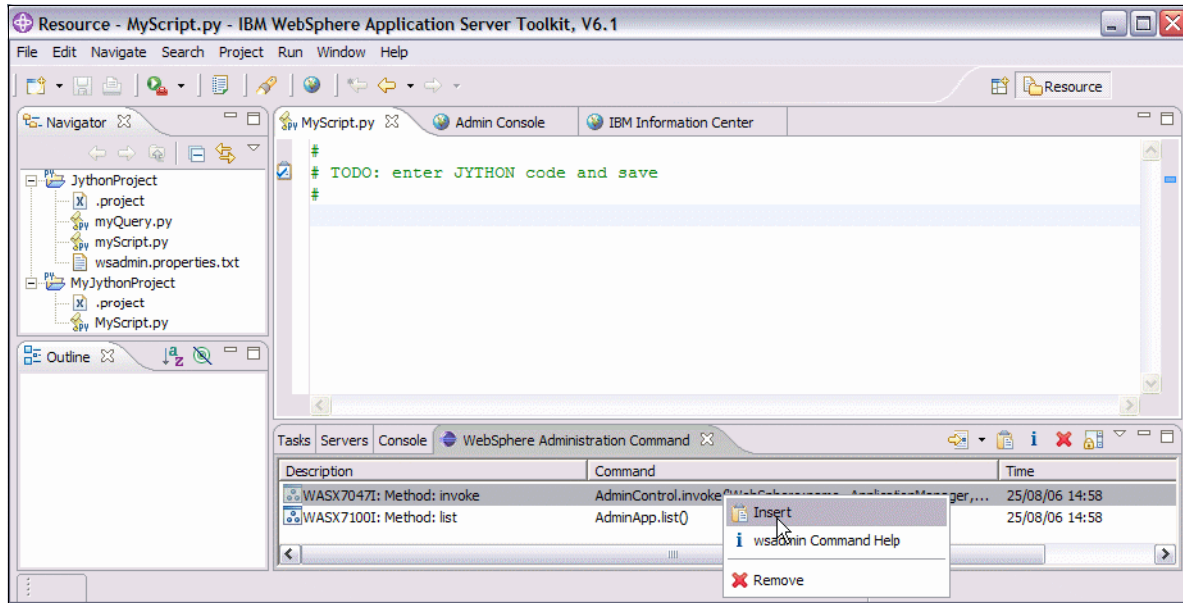 Resource - MyScript.py - IBM WebSphere Application Server Toolkit, V6.1
File Edit Navigate Search Project Run Window Help
Resource
Navigator
MyScript.py
Admin Console
IBM Information Center
JythonProject
.project
myQuery.py
myScript.py
wsadmin.properties.txt
MyJythonProject
.project
MyScript.py
#
# TODO: enter JYTHON code and save
#
Outline
Tasks Servers Console WebSphere Administration Command
Description Command Time
WASX7047I: Method: invoke AdminControl.invoke('WebSphere:name=ApplicationManager,... 25/08/06 14:58
WASX7100I: Method: list AdminApp.list() 25/08/06 14:58
Insert
wsadmin Command Help
Remove